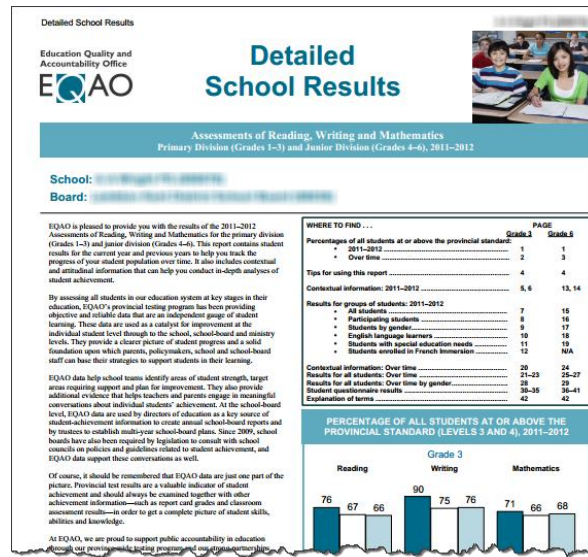 Detailed School Results
Education Quality and
Accountability Office
EQAO
Detailed
School Results
Assessments of Reading, Writing and Mathematics
Primary Division (Grades 1–3) and Junior Division (Grades 4–6), 2011–2012
School:
Board:
EQAO is pleased to provide you with the results of the 2011–2012
Assessments of Reading, Writing and Mathematics for the primary division
(Grades 1–3) and junior division (Grades 4–6). This report contains student
results for the current year and previous years to help you track the
progress of your student population over time. It also includes contextual
and attitudinal information that can help you conduct in-depth analyses of
student achievement.
By assessing all students in our education system at key stages in their
education, EQAO's provincial testing program has been providing
objective and reliable data that are an independent gauge of student
learning. These data are used as a catalyst for improvement at the
individual student level through to the school, school-board and ministry
levels. They provide a clearer picture of student progress and a solid
foundation upon which parents, policymakers, school and school-board
staff can base their strategies to support students in their learning.
EQAO data help school teams identify areas of student strength, target
areas requiring support and plan for improvement. They also provide
additional evidence that helps teachers and parents engage in meaningful
conversations about individual students' achievement. At the school-board
level, EQAO data are used by directors of education as a key source of
student-achievement information to create annual school-board reports and
by trustees to establish multi-year school-board plans. Since 2009, school
boards have also been required by legislation to consult with school
councils on policies and guidelines related to student achievement, and
EQAO data support these conversations as well.
Of course, it should be remembered that EQAO data are just one part of the
picture. Provincial test results are a valuable indicator of student
achievement and should always be examined together with other
achievement information—such as report card grades and classroom
assessment results—in order to get a complete picture of student skills,
abilities and knowledge.
At EQAO, we are proud to support public accountability in education
through our province-wide testing program and our strong partnerships
WHERE TO FIND . . . PAGE
Grade 3 Grade 6
Percentages of all students at or above the provincial standard:
• 2011–2012 1 1
• Over time 2 3
Tips for using this report 4 4
Contextual information: 2011–2012 5, 6 13, 14
Results for groups of students: 2011–2012
• All students 7 15
• Participating students 8 16
• Students by gender 9 17
• English language learners 10 18
• Students with special education needs 11 19
• Students enrolled in French Immersion 12 N/A
Contextual information: Over time 20 24
Results for all students: Over time 21–23 25–27
Results for all students: Over time by gender 28 29
Student questionnaire results 30–35 36–41
Explanation of terms 42 42
PERCENTAGE OF ALL STUDENTS AT OR ABOVE THE
PROVINCIAL STANDARD (LEVELS 3 AND 4), 2011–2012
Grade 3
Reading Writing Mathematics
76 67 66 90 75 76 71 66 68